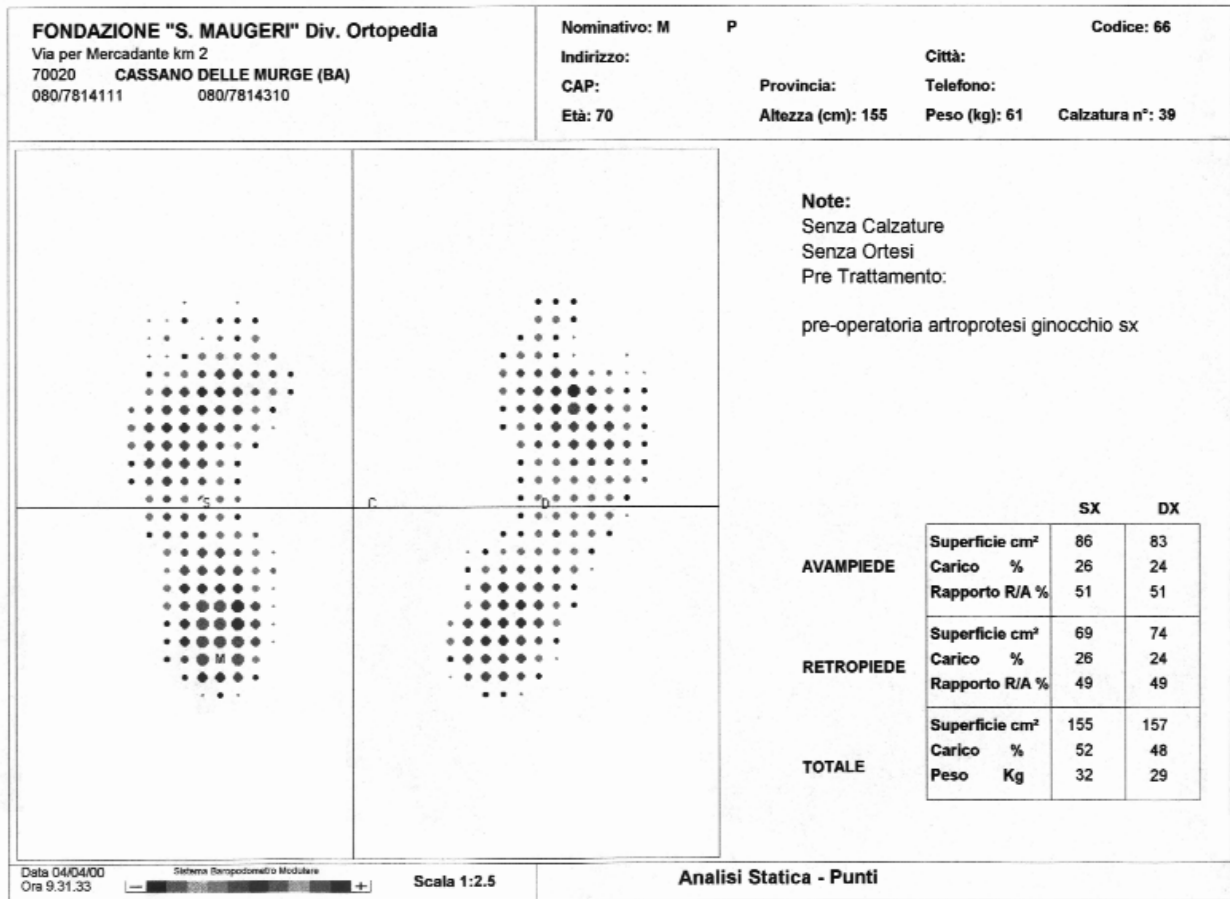 FONDAZIONE "S. MAUGERI" Div. Ortopedia
Via per Mercadante km 2
70020 CASSANO DELLE MURGE (BA)
080/7814111 080/7814310
Nominativo: M P Codice: 66
Indirizzo: Città:
CAP: Provincia: Telefono:
Età: 70 Altezza (cm): 155 Peso (kg): 61 Calzatura n°: 39
Note:
Senza Calzature
Senza Ortesi
Pre Trattamento:
pre-operatoria artroprotesi ginocchio sx
S C D
M
SX DX
AVAMPIEDE
Superficie cm² 86 83
Carico % 26 24
Rapporto R/A % 51 51
RETROPIEDE
Superficie cm² 69 74
Carico % 26 24
Rapporto R/A % 49 49
TOTALE
Superficie cm² 155 157
Carico % 52 48
Peso Kg 32 29
Data 04/04/00
Ora 9.31.33
Sistema Baropodometro Modulare
− +
Scala 1:2.5
Analisi Statica - Punti